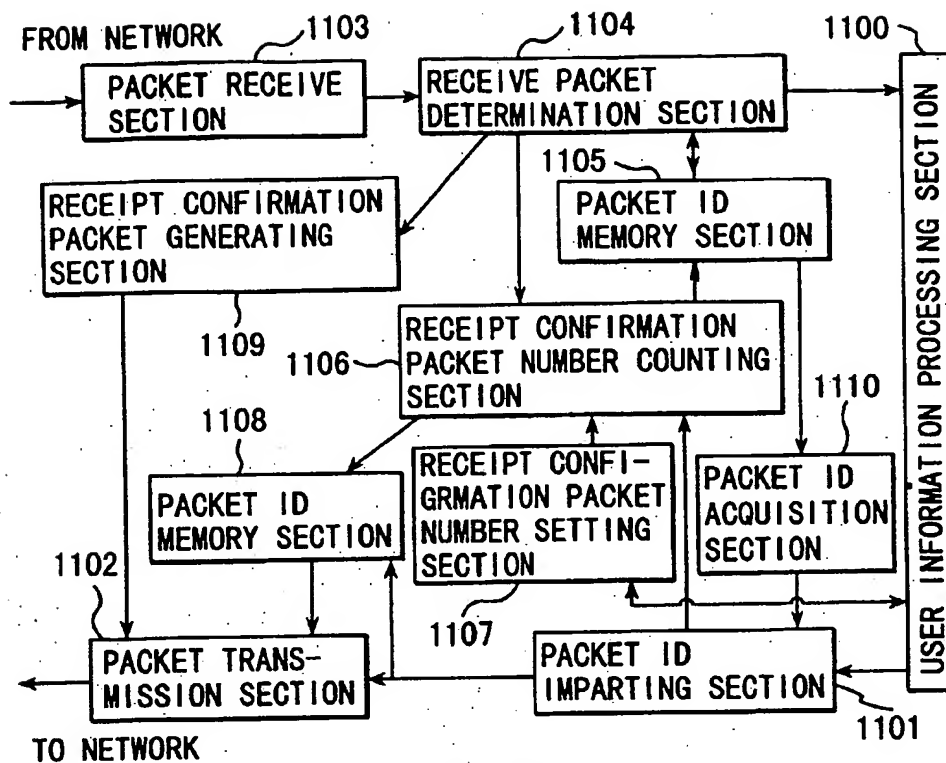 FROM NETWORK
1103
1104
1100
PACKET RECEIVE
SECTION
RECEIVE PACKET
DETERMINATION SECTION
1105
RECEIPT CONFIRMATION
PACKET GENERATING
SECTION
PACKET ID
MEMORY SECTION
1109
1106
RECEIPT CONFIRMATION
PACKET NUMBER COUNTING
SECTION
1110
1108
PACKET ID
MEMORY SECTION
RECEIPT CONFI-
GRMATION PACKET
NUMBER SETTING
SECTION
PACKET ID
ACQUISITION
SECTION
USER INFORMATION PROCESSING SECTION
1102
1107
PACKET TRANS-
MISSION SECTION
PACKET ID
IMPARTING SECTION
1101
TO NETWORK